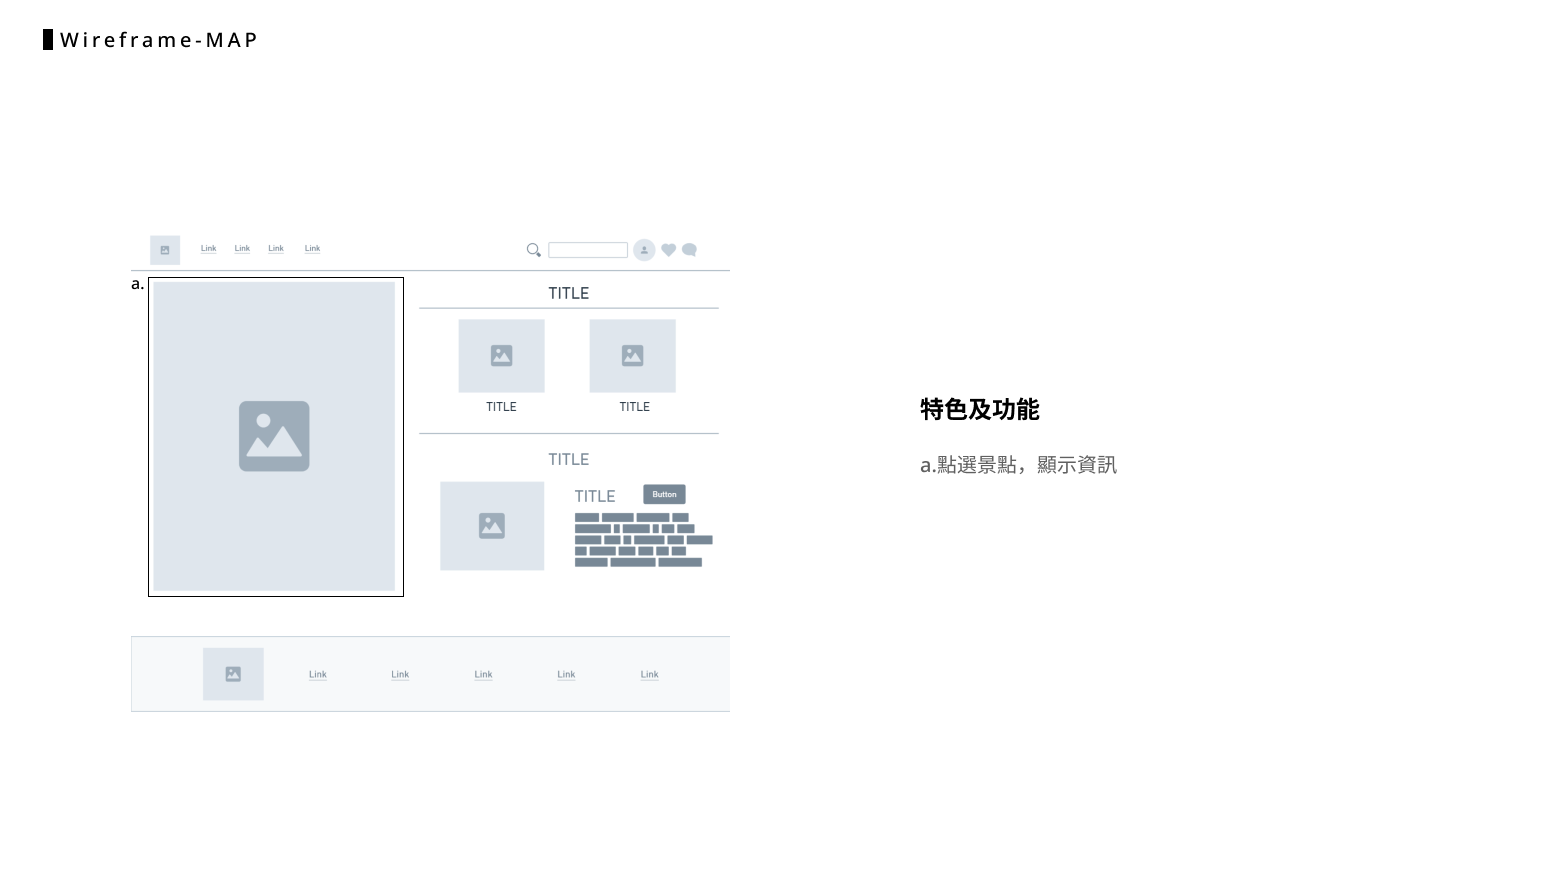 Wireframe-MAP
Link Link Link Link
a.
TITLE
TITLE TITLE
TITLE
TITLE Button
Link Link Link Link Link
特色及功能
a.點選景點，顯示資訊